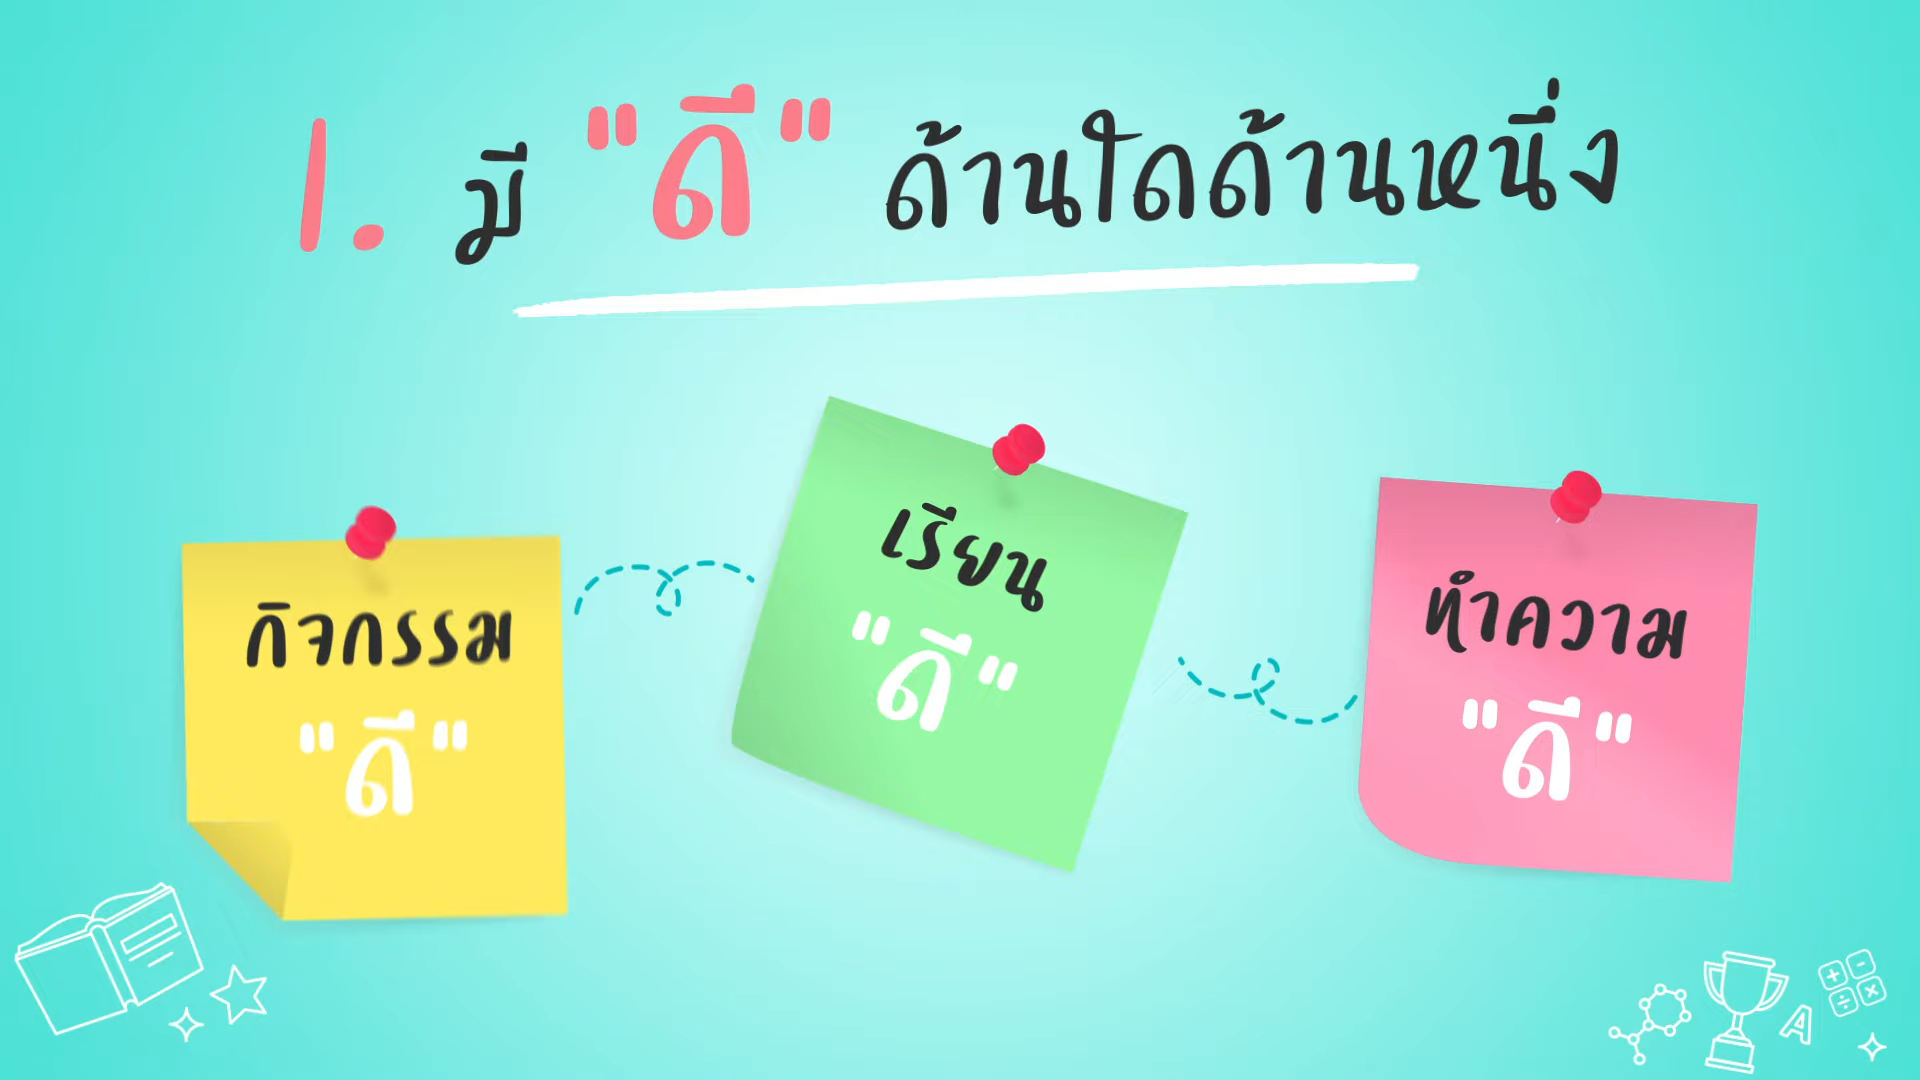 1. มี "ดี" ด้านใดด้านหนึ่ง
กิจกรรม
"ดี"
เรียน
"ดี"
ทำความ
"ดี"
A